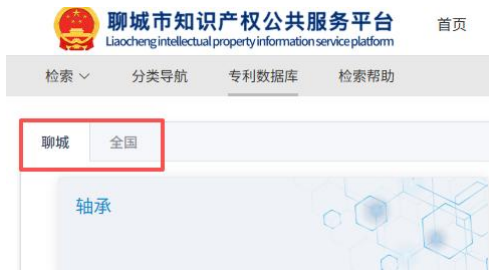 聊城市知识产权公共服务平台
Liaocheng intellectual property information service platform
首页
检索 分类导航 专利数据库 检索帮助
聊城 全国
轴承